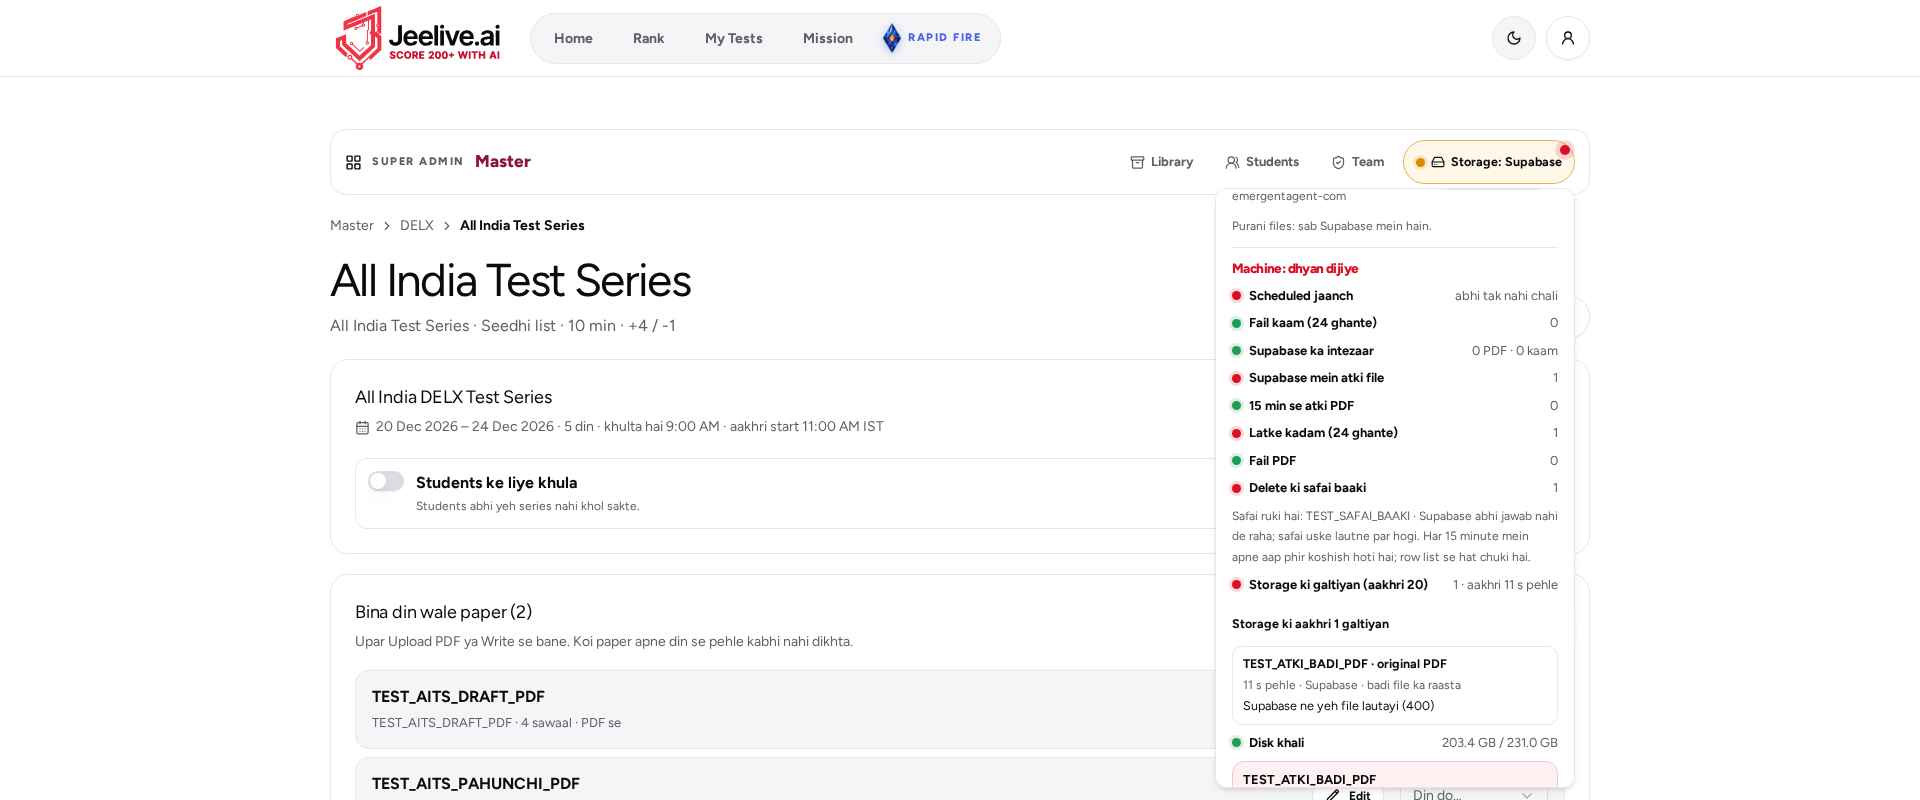 Jeelive.ai
SCORE 200+ WITH AI
Home
Rank
My Tests
Mission
RAPID FIRE
SUPER ADMIN
Master
Library
Students
Team
Storage: Supabase
Master
DELX
All India Test Series
All India Test Series
All India Test Series · Seedhi list · 10 min · +4 / -1
All India DELX Test Series
20 Dec 2026 – 24 Dec 2026 · 5 din · khulta hai 9:00 AM · aakhri start 11:00 AM IST
Students ke liye khula
Students abhi yeh series nahi khol sakte.
Bina din wale paper (2)
Upar Upload PDF ya Write se bane. Koi paper apne din se pehle kabhi nahi dikhta.
TEST_AITS_DRAFT_PDF
TEST_AITS_DRAFT_PDF · 4 sawaal · PDF se
TEST_AITS_PAHUNCHI_PDF
emergentagent-com
Purani files: sab Supabase mein hain.
Machine: dhyan dijiye
Scheduled jaanch abhi tak nahi chali
Fail kaam (24 ghante) 0
Supabase ka intezaar 0 PDF · 0 kaam
Supabase mein atki file 1
15 min se atki PDF 0
Latke kadam (24 ghante) 1
Fail PDF 0
Delete ki safai baaki 1
Safai ruki hai: TEST_SAFAI_BAAKI · Supabase abhi jawab nahi
de raha; safai uske lautne par hogi. Har 15 minute mein
apne aap phir koshish hoti hai; row list se hat chuki hai.
Storage ki galtiyan (aakhri 20) 1 · aakhri 11 s pehle
Storage ki aakhri 1 galtiyan
TEST_ATKI_BADI_PDF · original PDF
11 s pehle · Supabase · badi file ka raasta
Supabase ne yeh file lautayi (400)
Disk khali 203.4 GB / 231.0 GB
TEST_ATKI_BADI_PDF
Edit
Din do...